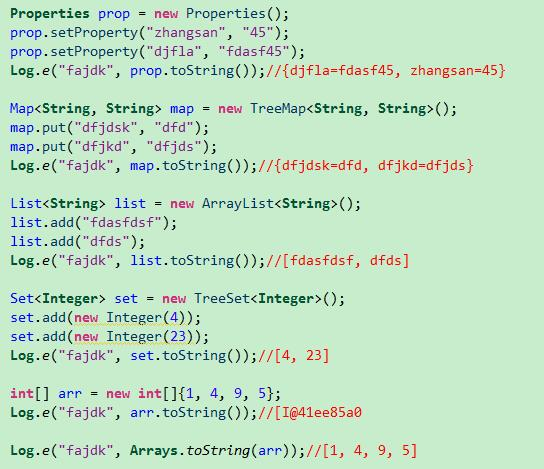 Properties prop = new Properties();
prop.setProperty("zhangsan", "45");
prop.setProperty("djfla", "fdasf45");
Log.e("fajdk", prop.toString());//{djfla=fdasf45, zhangsan=45}
Map<String, String> map = new TreeMap<String, String>();
map.put("dfjdsk", "dfd");
map.put("dfjkd", "dfjds");
Log.e("fajdk", map.toString());//{dfjdsk=dfd, dfjkd=dfjds}
List<String> list = new ArrayList<String>();
list.add("fdasfdsf");
list.add("dfds");
Log.e("fajdk", list.toString());//[fdasfdsf, dfds]
Set<Integer> set = new TreeSet<Integer>();
set.add(new Integer(4));
set.add(new Integer(23));
Log.e("fajdk", set.toString());//[4, 23]
int[] arr = new int[]{1, 4, 9, 5};
Log.e("fajdk", arr.toString());//[I@41ee85a0
Log.e("fajdk", Arrays.toString(arr));//[1, 4, 9, 5]